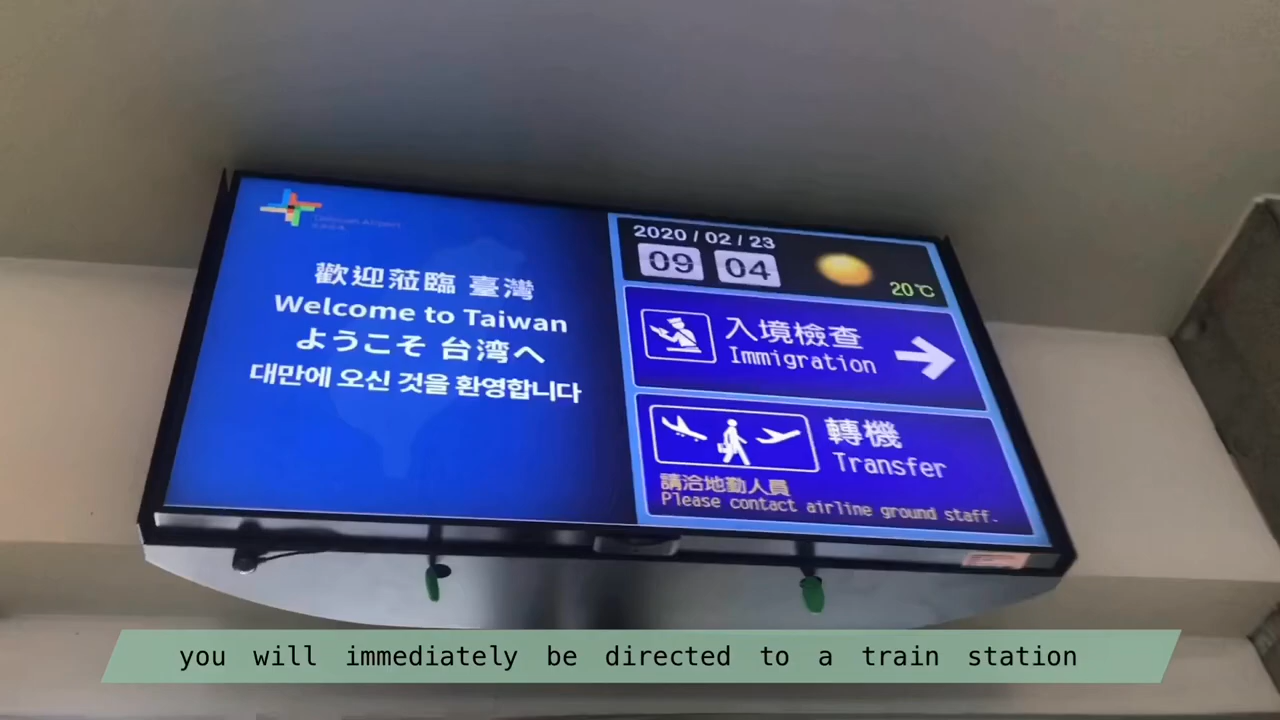 歡迎蒞臨 臺灣
Welcome to Taiwan
ようこそ 台湾へ
대만에 오신 것을 환영합니다
2020 / 02 / 23
09 04
20℃
入境檢查
Immigration
轉機
Transfer
請洽地勤人員
Please contact airline ground staff.
you will immediately be directed to a train station